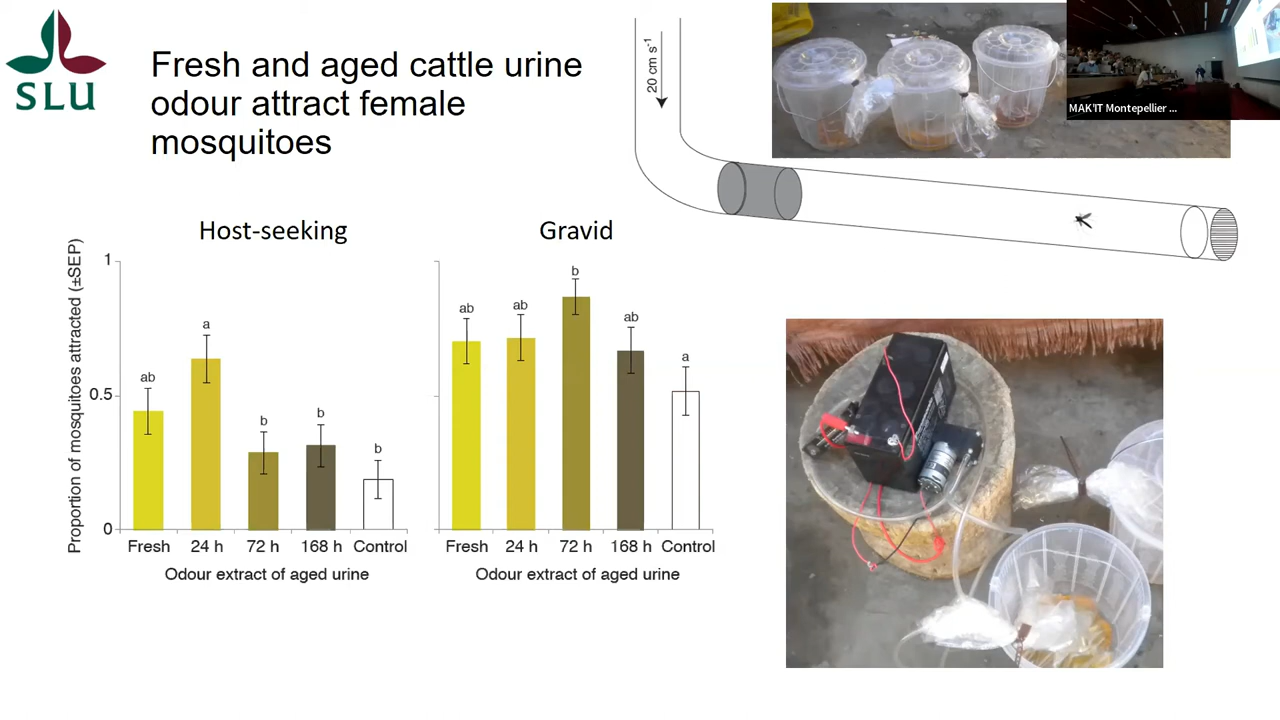 SLU
Fresh and aged cattle urine
odour attract female
mosquitoes
20 cm s⁻¹
MAK'IT Montepellier ...
Host-seeking
Gravid
Proportion of mosquitoes attracted (±SEP)
1
0.5
0
ab
a
b
b
b
ab
ab
b
ab
a
Fresh
24 h
72 h
168 h
Control
Fresh
24 h
72 h
168 h
Control
Odour extract of aged urine
Odour extract of aged urine